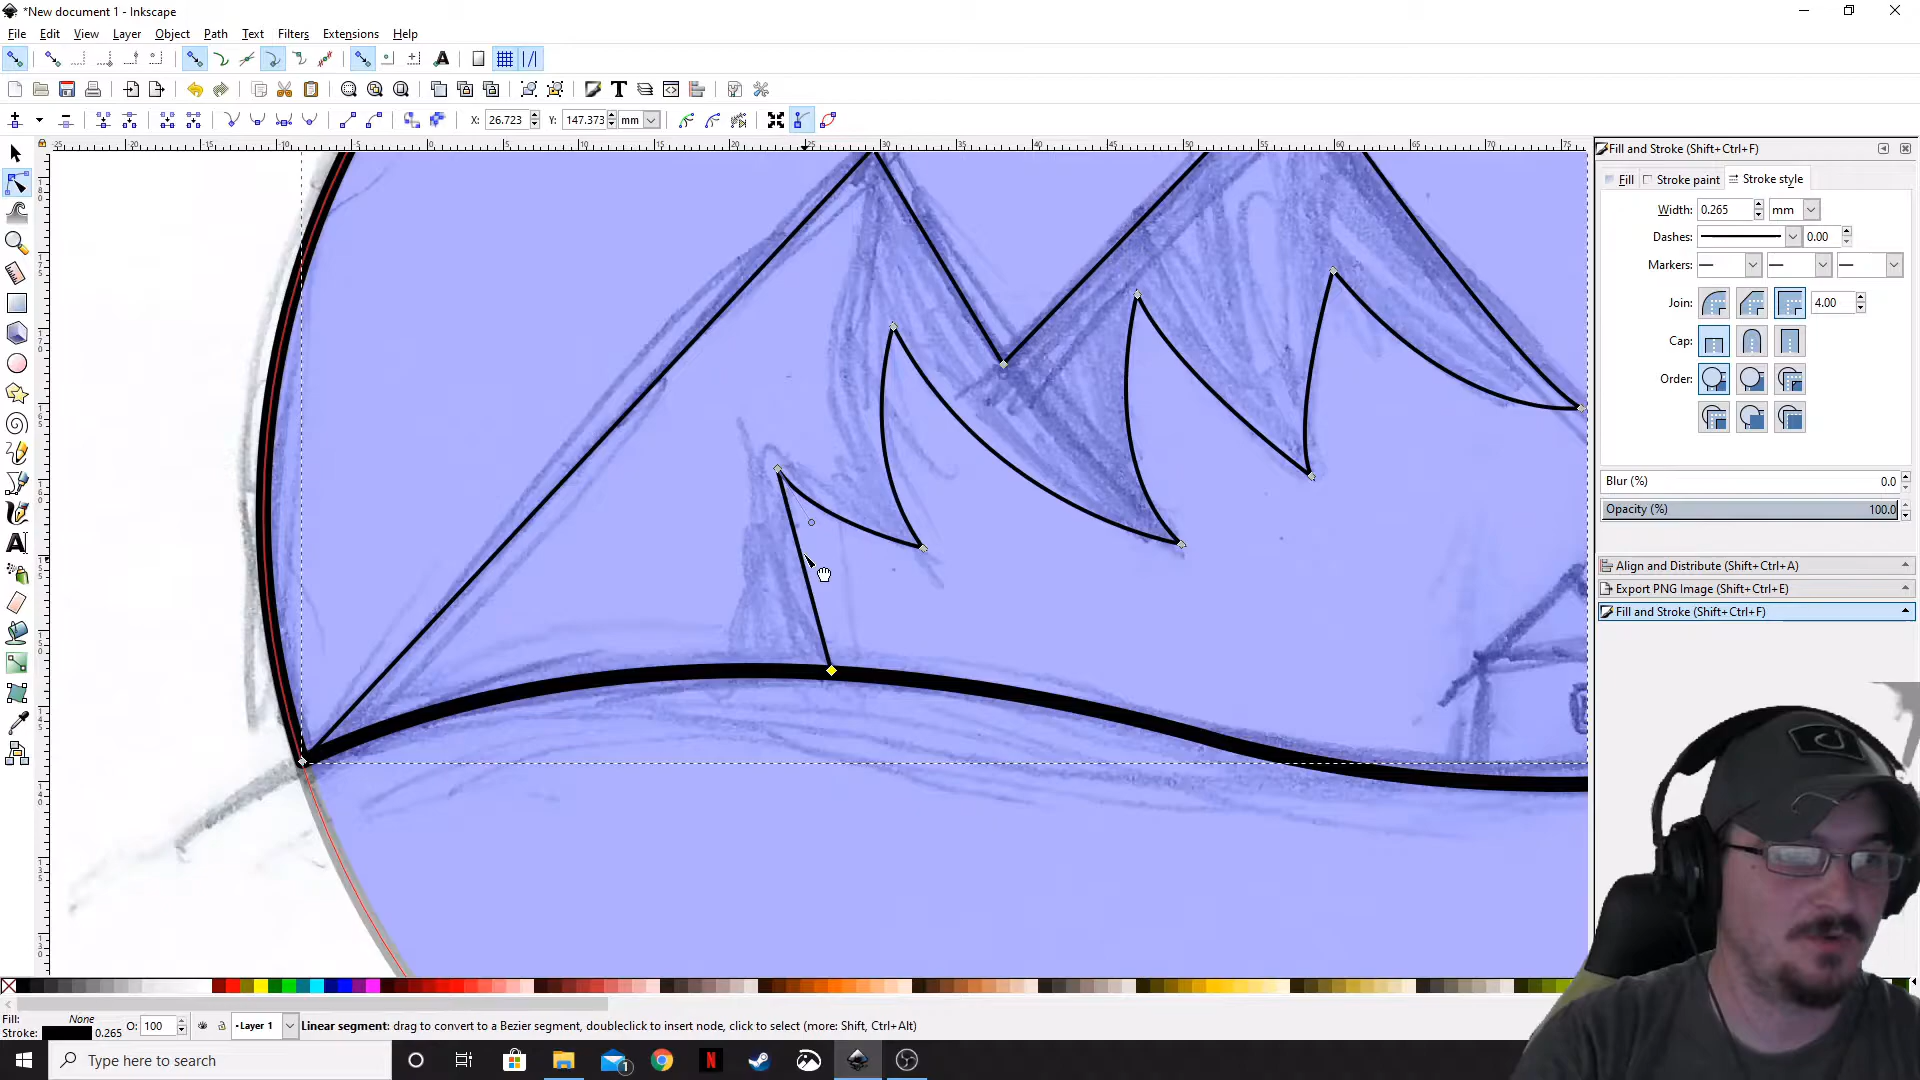 *New document 1 - Inkscape
File Edit View Layer Object Path Text Filters Extensions Help
X: 26.723 Y: 147.373 mm
Fill and Stroke (Shift+Ctrl+F)
Fill Stroke paint Stroke style
Width: 0.265 mm
Dashes: 0.00
Markers:
Join: 4.00
Cap:
Order:
Blur (%) 0.0
Opacity (%) 100.0
Align and Distribute (Shift+Ctrl+A)
Export PNG Image (Shift+Ctrl+E)
Fill and Stroke (Shift+Ctrl+F)
Fill: None
Stroke: 0.265 O: 100 Layer 1 Linear segment: drag to convert to a Bezier segment, doubleclick to insert node, click to select (more: Shift, Ctrl+Alt)
Type here to search